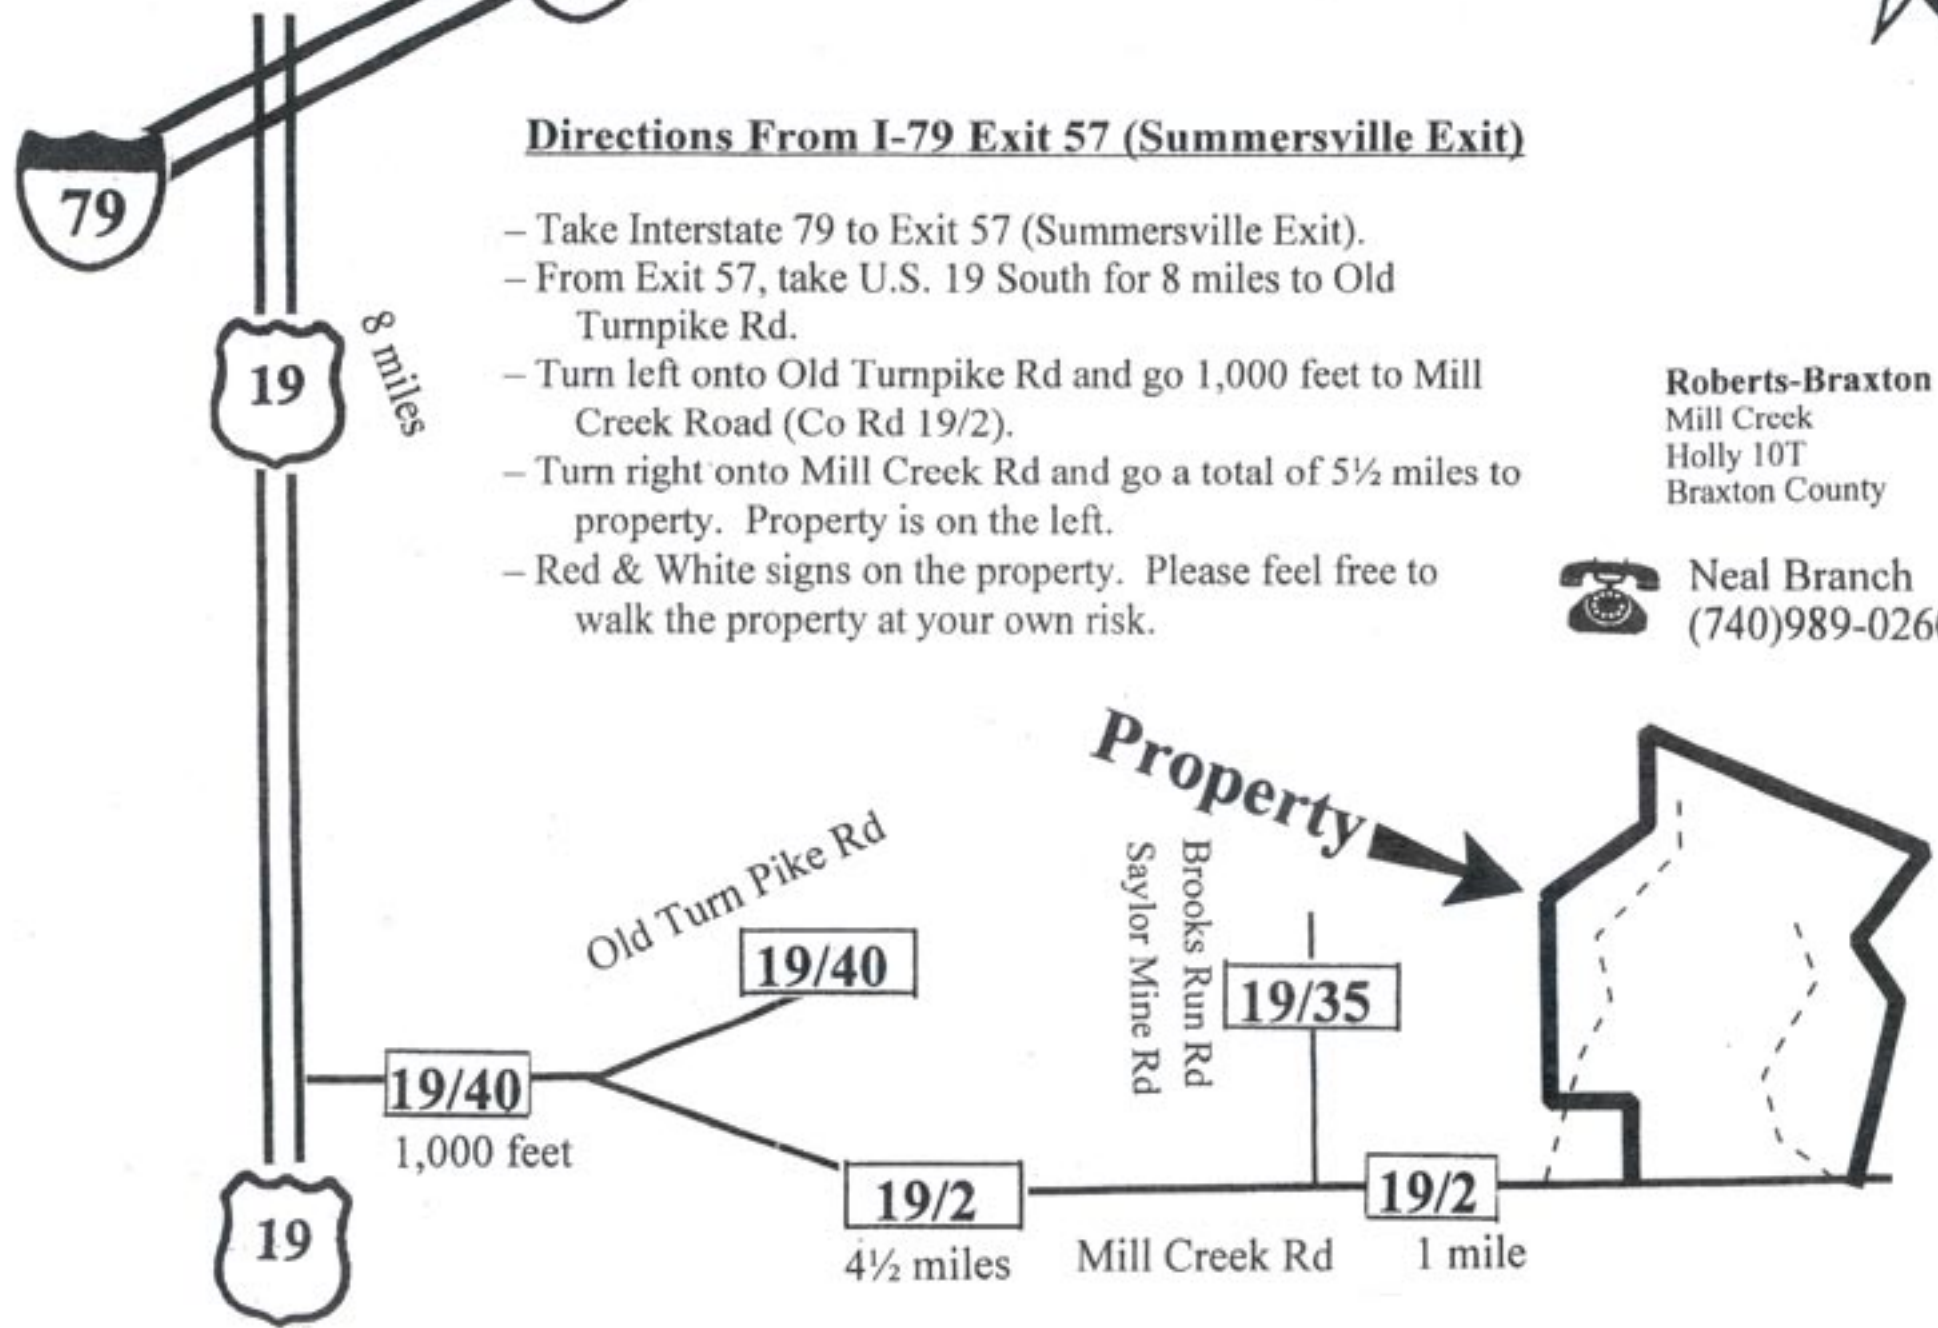 79
Directions From I-79 Exit 57 (Summersville Exit)
– Take Interstate 79 to Exit 57 (Summersville Exit).
– From Exit 57, take U.S. 19 South for 8 miles to Old
Turnpike Rd.
– Turn left onto Old Turnpike Rd and go 1,000 feet to Mill
Creek Road (Co Rd 19/2).
– Turn right onto Mill Creek Rd and go a total of 5½ miles to
property. Property is on the left.
– Red & White signs on the property. Please feel free to
walk the property at your own risk.
19
8 miles
Roberts-Braxton
Mill Creek
Holly 10T
Braxton County
Neal Branch
(740)989-026
Property
Old Turn Pike Rd
19/40
Brooks Run Rd
Saylor Mine Rd
19/35
19/40
1,000 feet
19/2
4½ miles
Mill Creek Rd
19/2
1 mile
19